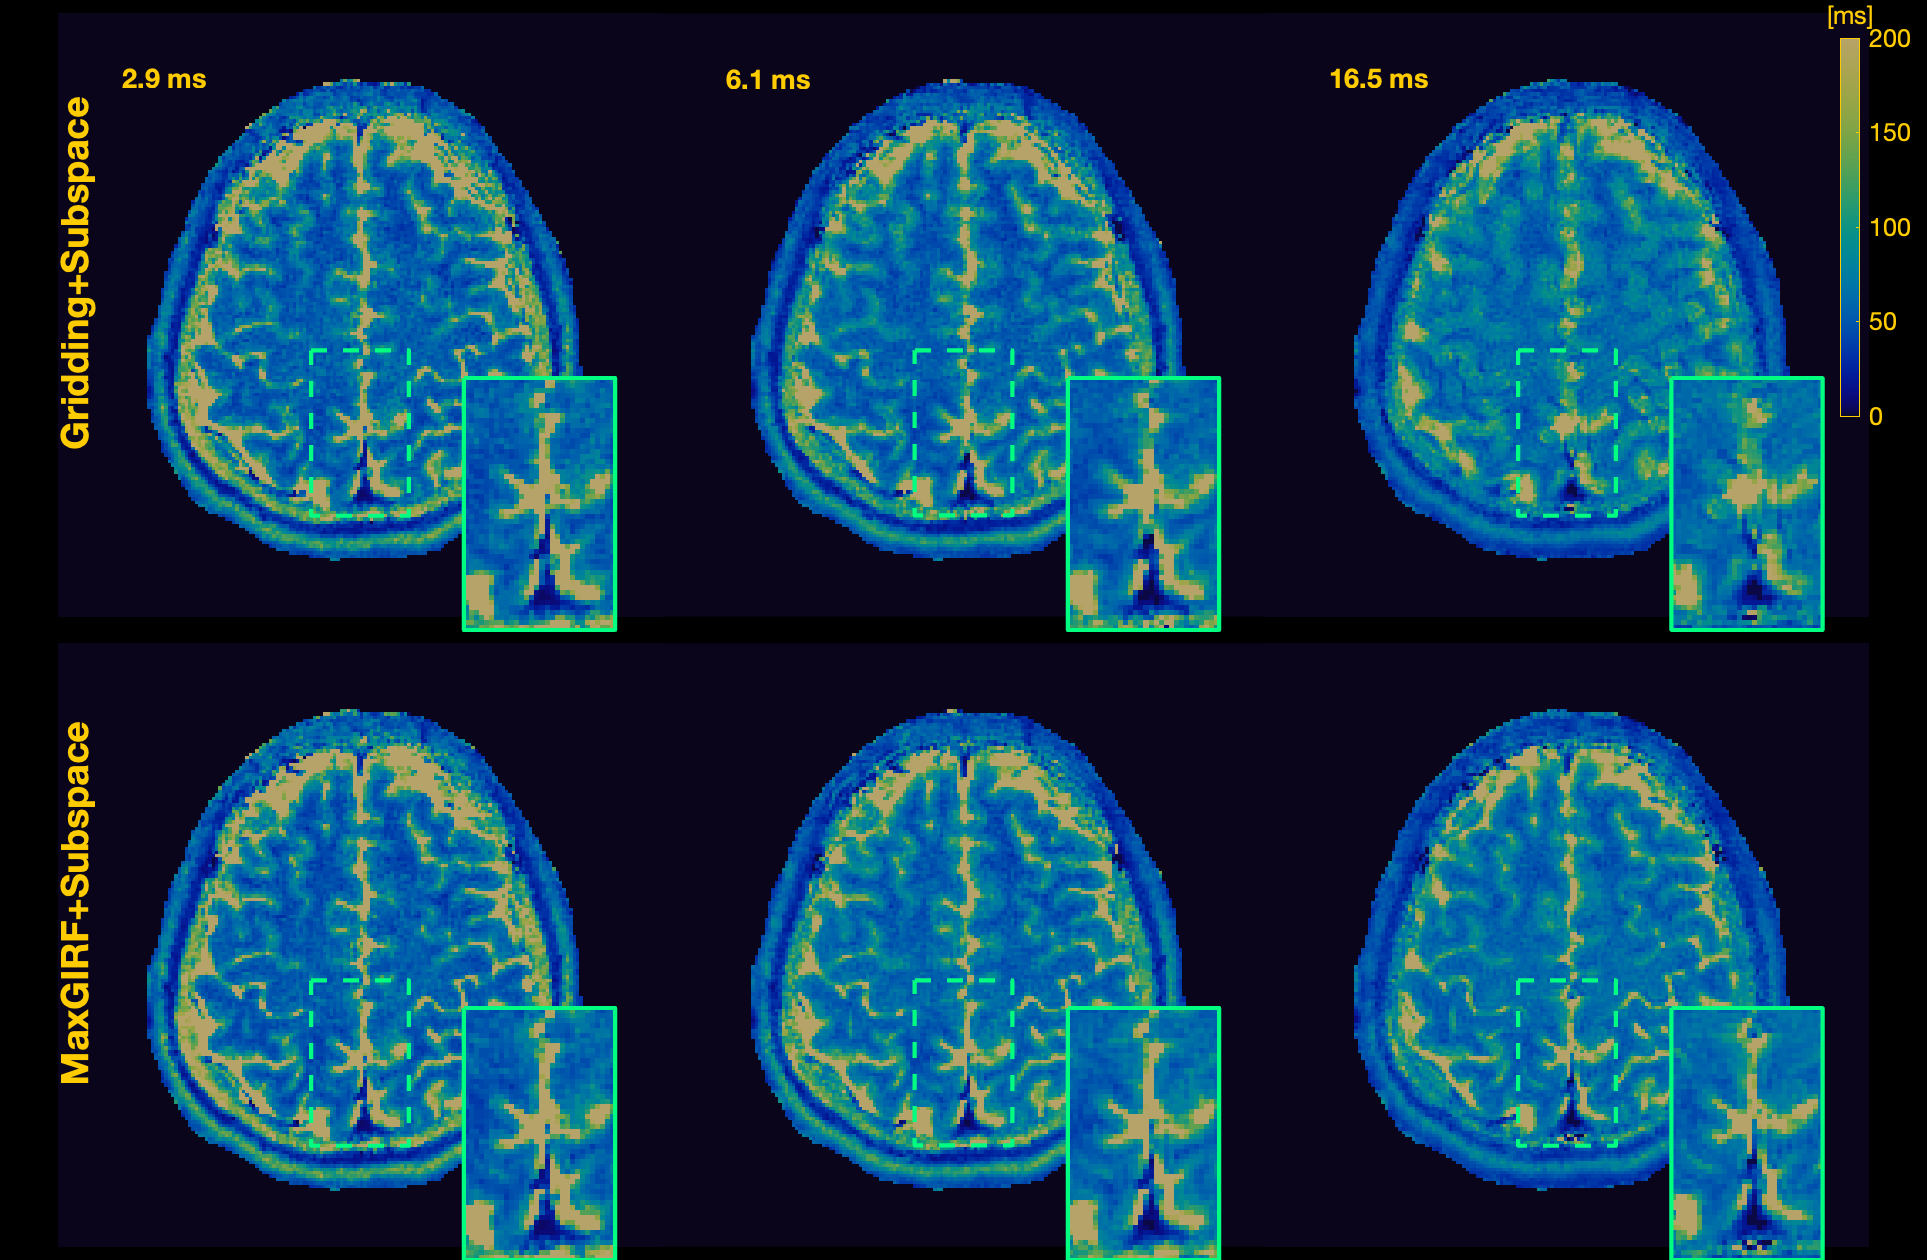 [ms]
2.9 ms
6.1 ms
16.5 ms
200
150
100
50
0
Gridding+Subspace
MaxGIRF+Subspace